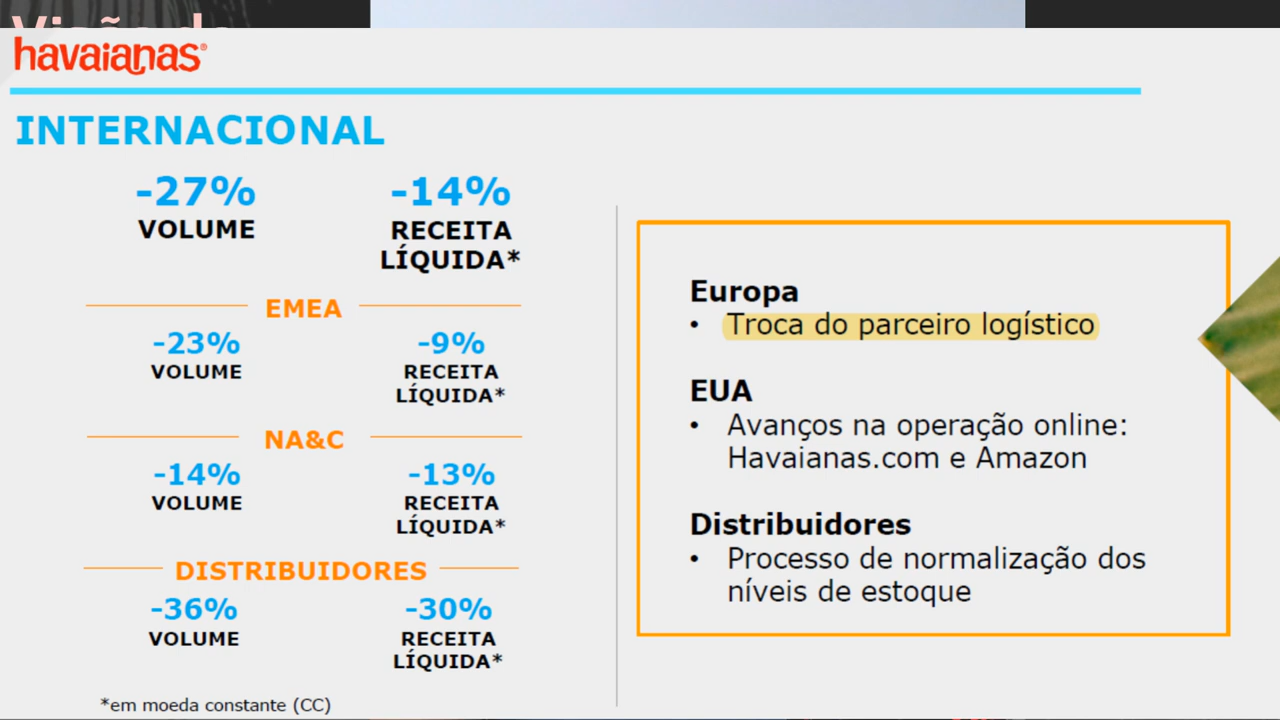 havaianas®
INTERNACIONAL
-27%
VOLUME
-14%
RECEITA
LÍQUIDA*
EMEA
-23%
VOLUME
-9%
RECEITA
LÍQUIDA*
NA&C
-14%
VOLUME
-13%
RECEITA
LÍQUIDA*
DISTRIBUIDORES
-36%
VOLUME
-30%
RECEITA
LÍQUIDA*
*em moeda constante (CC)
Europa
• Troca do parceiro logístico
EUA
• Avanços na operação online:
Havaianas.com e Amazon
Distribuidores
• Processo de normalização dos
níveis de estoque